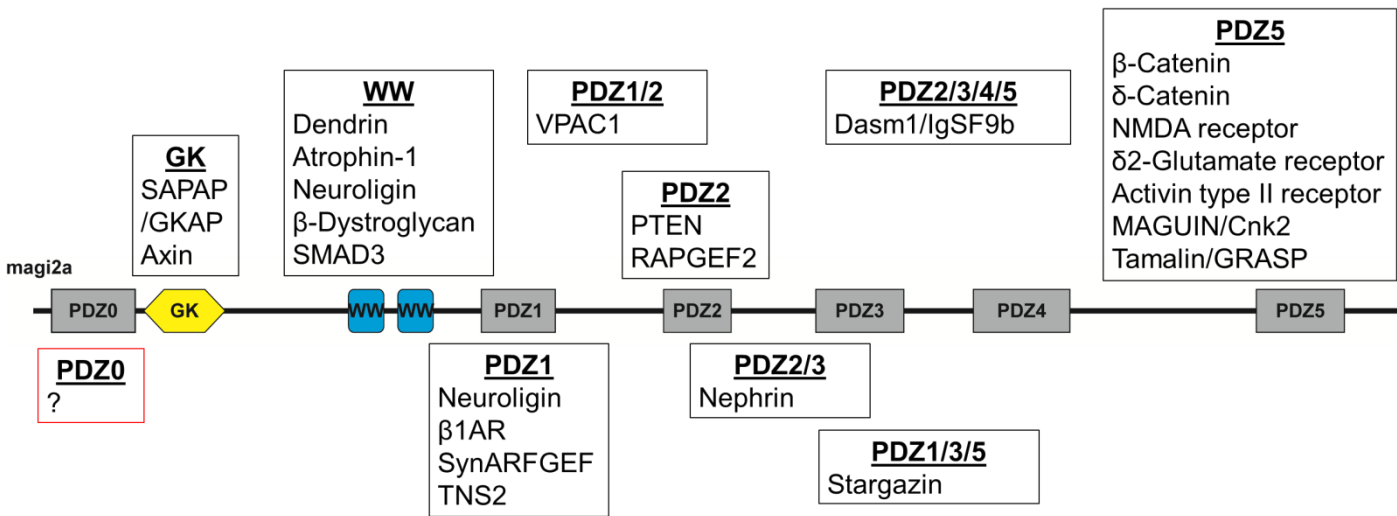 PDZ5
β-Catenin
δ-Catenin
NMDA receptor
δ2-Glutamate receptor
Activin type II receptor
MAGUIN/Cnk2
Tamalin/GRASP
WW
Dendrin
Atrophin-1
Neuroligin
β-Dystroglycan
SMAD3
PDZ1/2
VPAC1
PDZ2/3/4/5
Dasm1/IgSF9b
GK
SAPAP
/GKAP
Axin
PDZ2
PTEN
RAPGEF2
magi2a
PDZ0
GK
WW
WW
PDZ1
PDZ2
PDZ3
PDZ4
PDZ5
PDZ0
?
PDZ1
Neuroligin
β1AR
SynARFGEF
TNS2
PDZ2/3
Nephrin
PDZ1/3/5
Stargazin